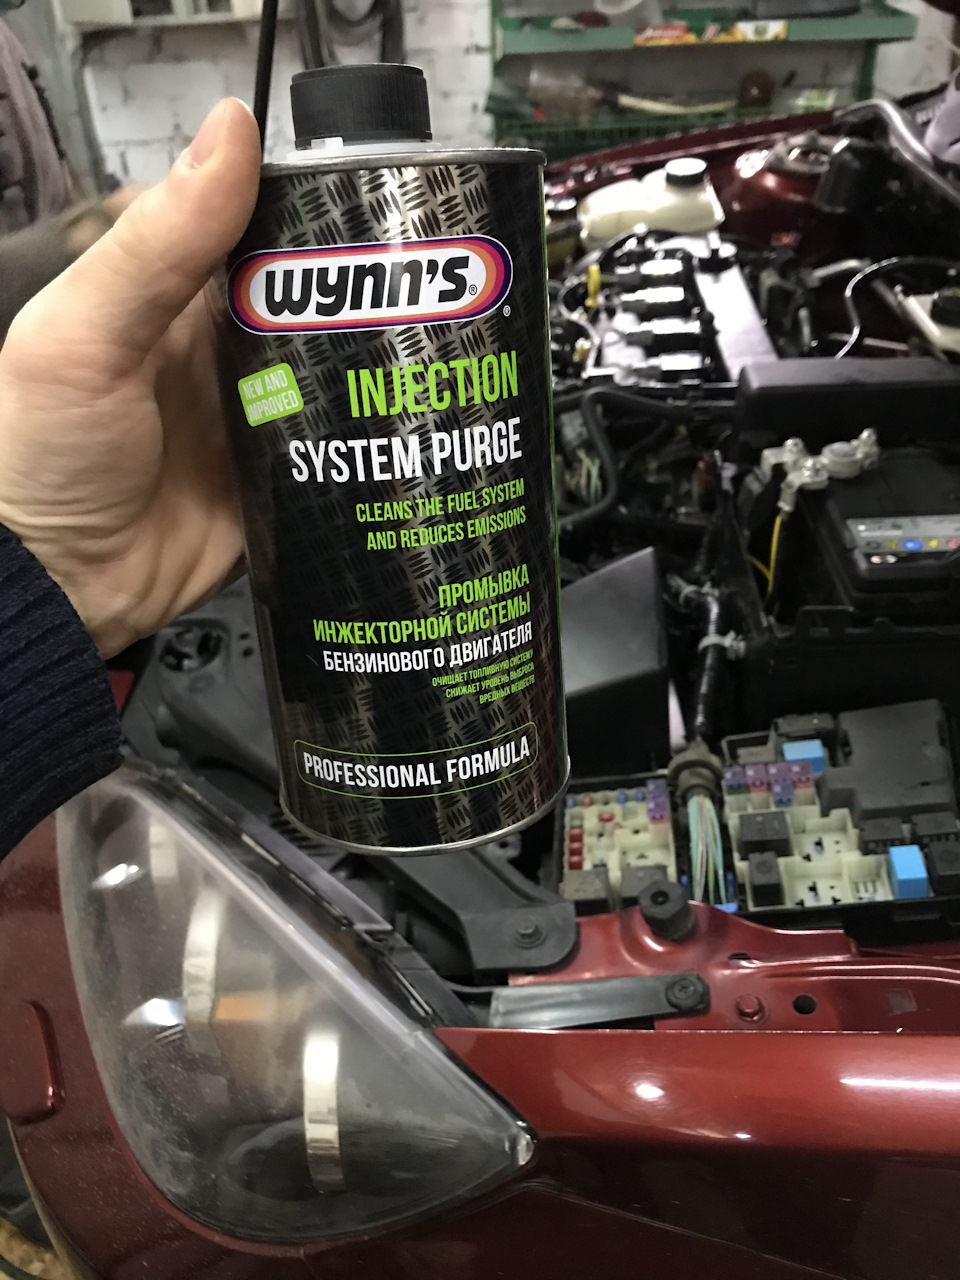 WYNN'S®
®
NEW AND
IMPROVED
INJECTION
SYSTEM PURGE
CLEANS THE FUEL SYSTEM
AND REDUCES EMISSIONS
ПРОМЫВКА
ИНЖЕКТОРНОЙ СИСТЕМЫ
БЕНЗИНОВОГО ДВИГАТЕЛЯ
ОЧИЩАЕТ ТОПЛИВНУЮ СИСТЕМУ
СНИЖАЕТ УРОВЕНЬ ВЫБРОСА
ВРЕДНЫХ ВЕЩЕСТВ
PROFESSIONAL FORMULA